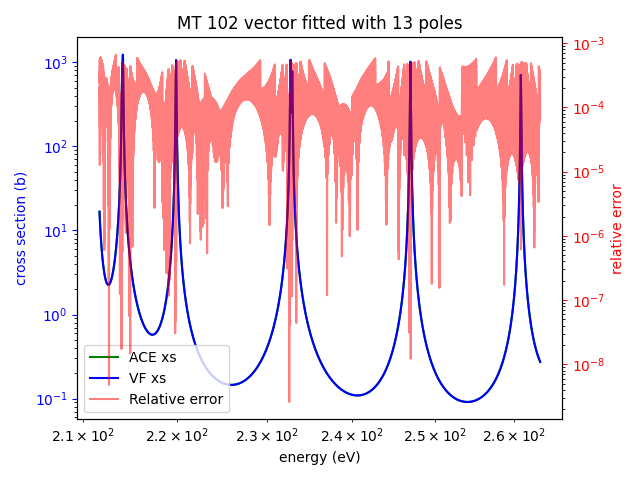 MT 102 vector fitted with 13 poles
cross section (b)
10³
10²
10¹
10⁰
10⁻¹
10⁻³
10⁻⁴
10⁻⁵
10⁻⁶
10⁻⁷
10⁻⁸
relative error
ACE xs
VF xs
Relative error
2.1 × 10² 2.2 × 10² 2.3 × 10² 2.4 × 10² 2.5 × 10² 2.6 × 10²
energy (eV)